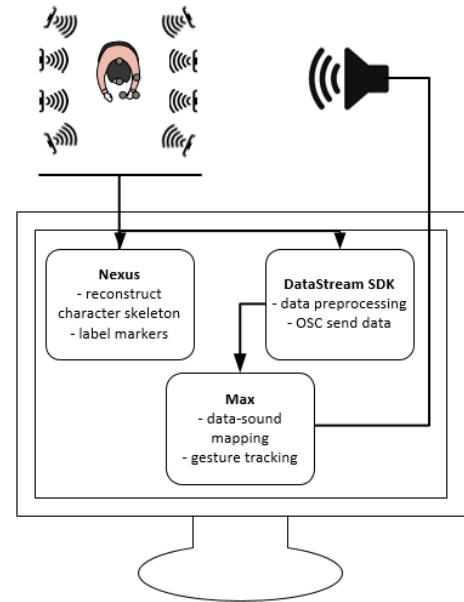 Nexus
- reconstruct
character skeleton
- label markers
DataStream SDK
- data preprocessing
- OSC send data
Max
- data-sound
mapping
- gesture tracking